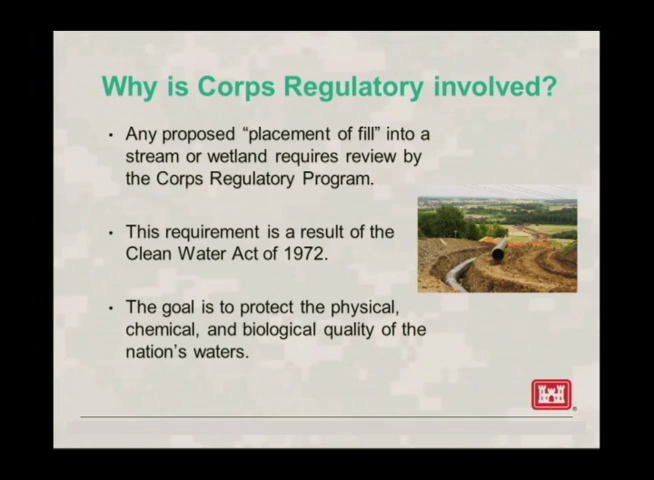 Why is Corps Regulatory involved?
• Any proposed “placement of fill” into a
stream or wetland requires review by
the Corps Regulatory Program.
• This requirement is a result of the
Clean Water Act of 1972.
• The goal is to protect the physical,
chemical, and biological quality of the
nation’s waters.
®